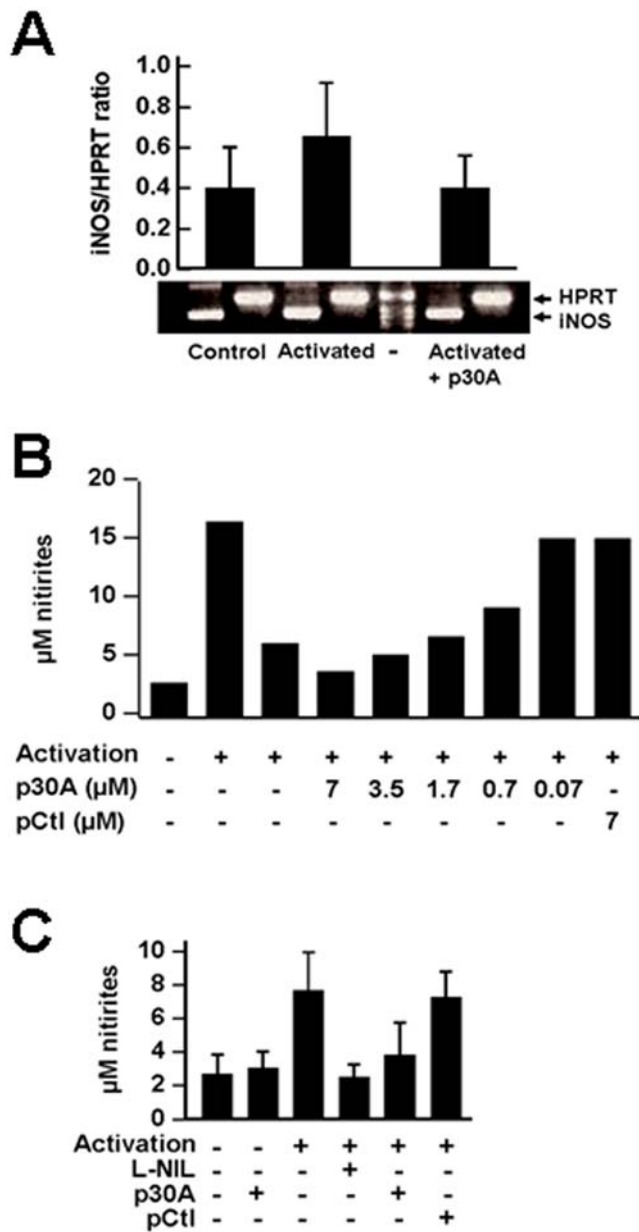 A
iNOS/HPRT ratio
1.0
0.8
0.6
0.4
0.2
0.0
HPRT
iNOS
Control Activated - Activated
+ p30A
B
µM nitirites
20
15
10
5
0
Activation - + + + + + + + +
p30A (µM) - - - 7 3.5 1.7 0.7 0.07 -
pCtl (µM) - - - - - - - - 7
C
µM nitirites
10
8
6
4
2
0
Activation - - + + + +
L-NIL - - - + - -
p30A - + - - + -
pCtl - - - - - +